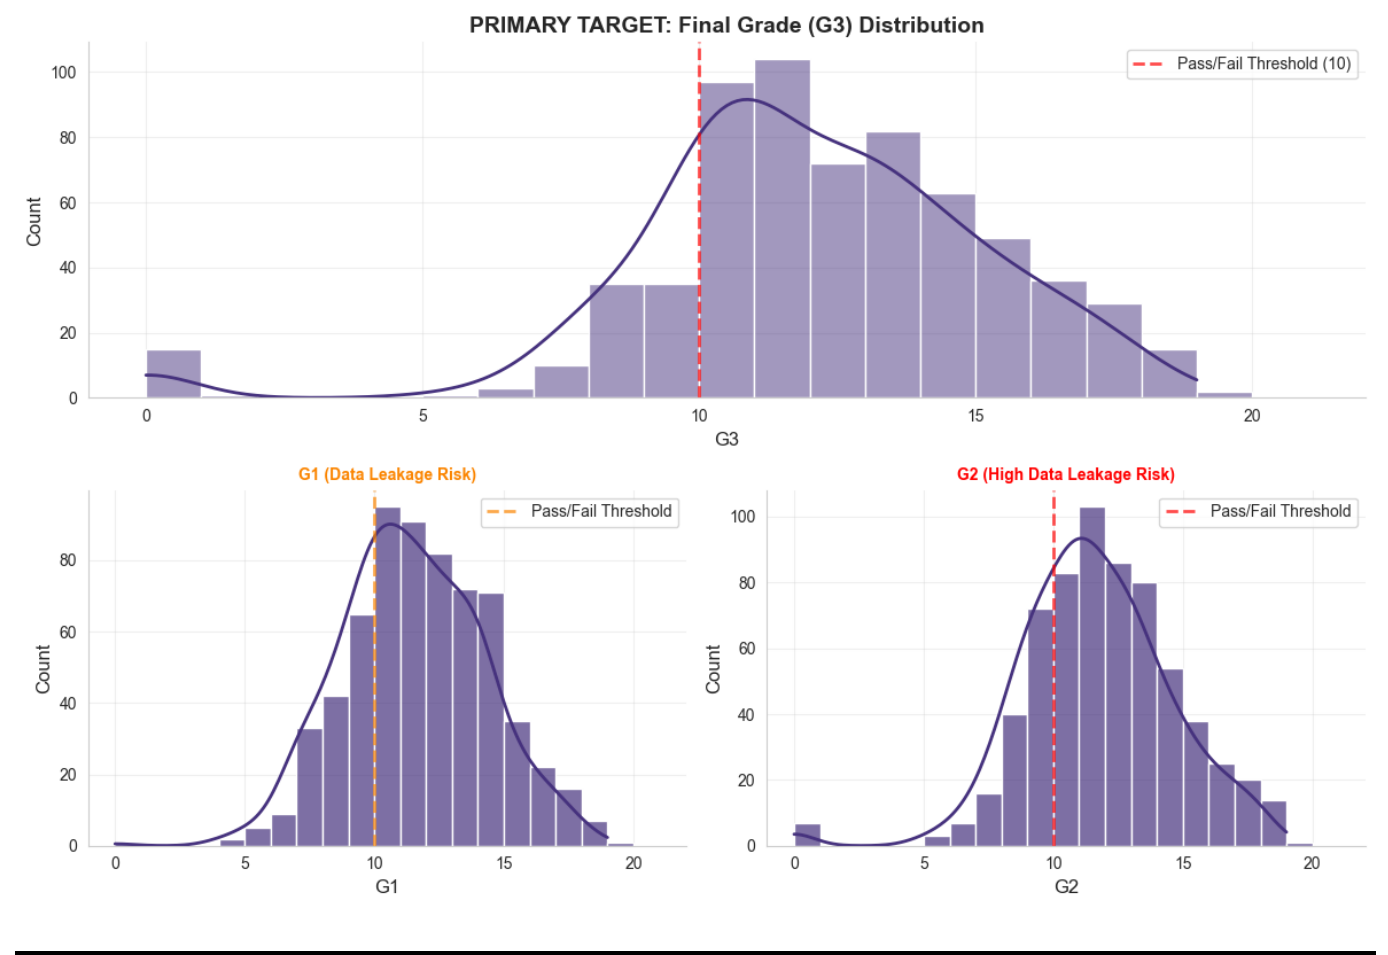 PRIMARY TARGET: Final Grade (G3) Distribution
Pass/Fail Threshold (10)
100
80
60
40
20
0
Count
0 5 10 15 20
G3
G1 (Data Leakage Risk)
Pass/Fail Threshold
80
60
40
20
0
Count
0 5 10 15 20
G1
G2 (High Data Leakage Risk)
Pass/Fail Threshold
100
80
60
40
20
0
Count
0 5 10 15 20
G2